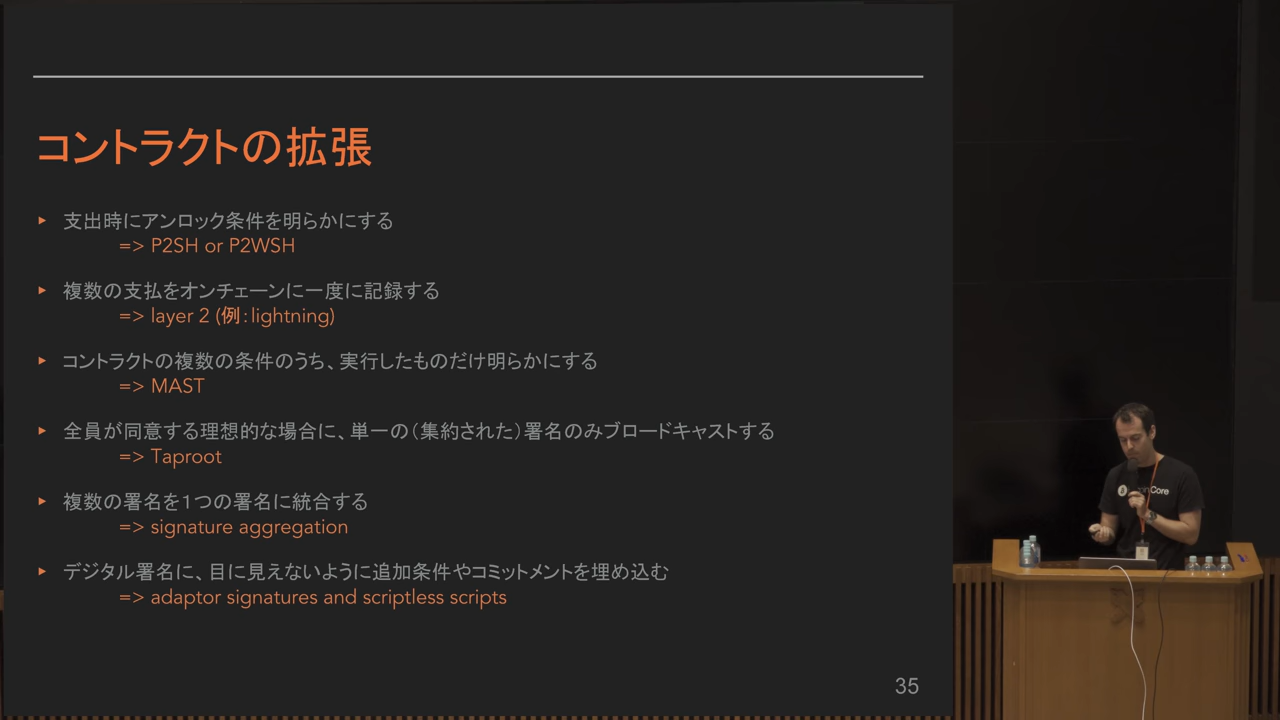 コントラクトの拡張
▸ 支出時にアンロック条件を明らかにする
=> P2SH or P2WSH
▸ 複数の支払をオンチェーンに一度に記録する
=> layer 2 (例：lightning)
▸ コントラクトの複数の条件のうち、実行したものだけ明らかにする
=> MAST
▸ 全員が同意する理想的な場合に、単一の（集約された）署名のみブロードキャストする
=> Taproot
▸ 複数の署名を１つの署名に統合する
=> signature aggregation
▸ デジタル署名に、目に見えないように追加条件やコミットメントを埋め込む
=> adaptor signatures and scriptless scripts
35
Core